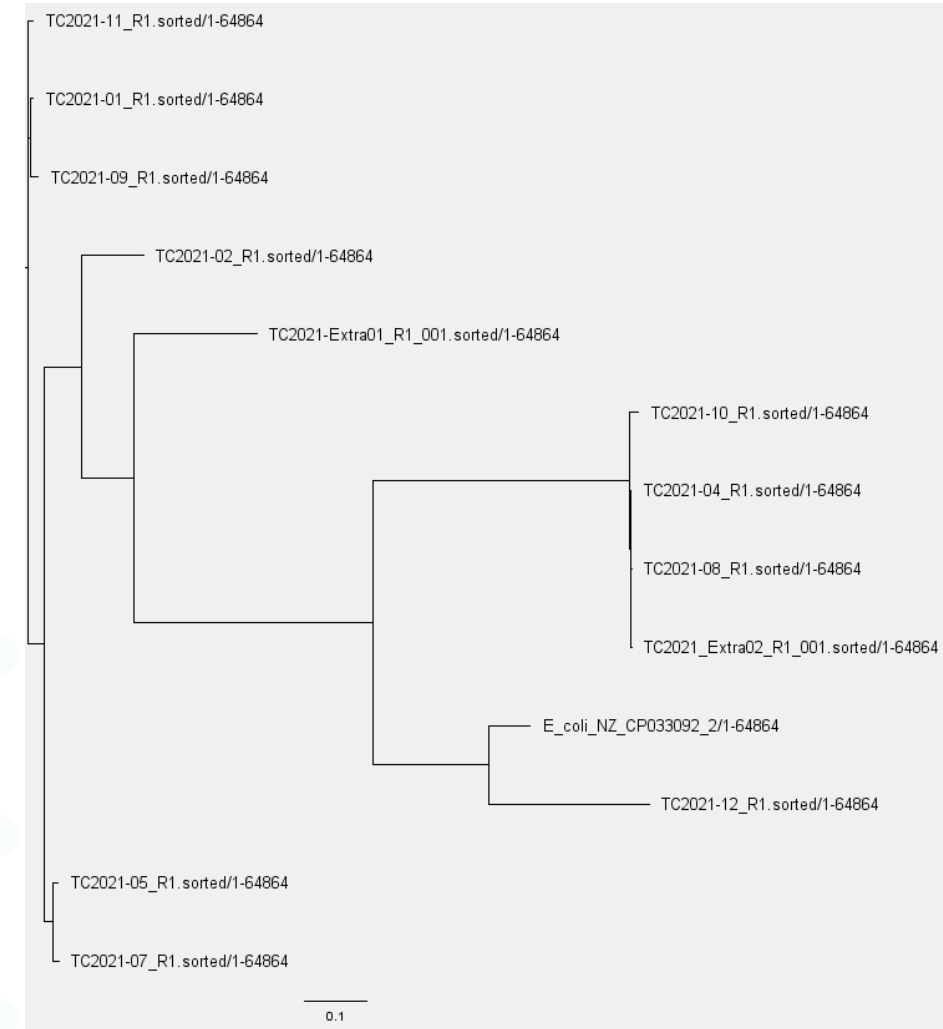 TC2021-11_R1.sorted/1-64864
TC2021-01_R1.sorted/1-64864
TC2021-09_R1.sorted/1-64864
TC2021-02_R1.sorted/1-64864
TC2021-Extra01_R1_001.sorted/1-64864
TC2021-10_R1.sorted/1-64864
TC2021-04_R1.sorted/1-64864
TC2021-08_R1.sorted/1-64864
TC2021_Extra02_R1_001.sorted/1-64864
E_coli_NZ_CP033092_2/1-64864
TC2021-12_R1.sorted/1-64864
TC2021-05_R1.sorted/1-64864
TC2021-07_R1.sorted/1-64864
0.1